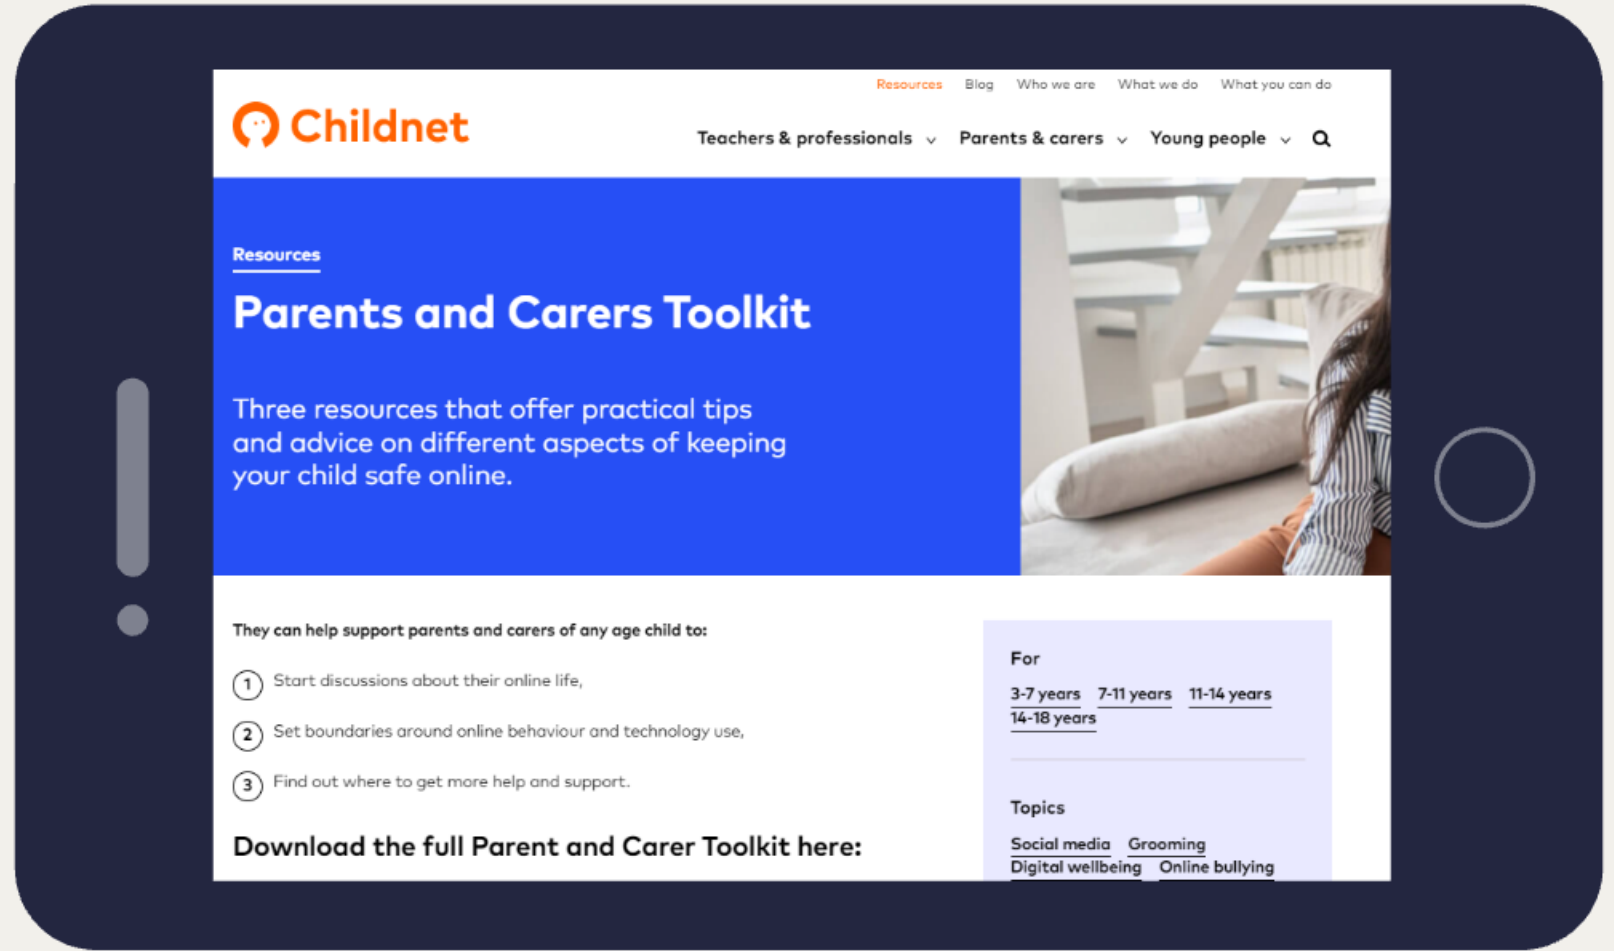 Resources Blog Who we are What we do What you can do
Childnet
Teachers & professionals Parents & carers Young people
Resources
Parents and Carers Toolkit
Three resources that offer practical tips
and advice on different aspects of keeping
your child safe online.
They can help support parents and carers of any age child to:
1 Start discussions about their online life,
2 Set boundaries around online behaviour and technology use,
3 Find out where to get more help and support.
Download the full Parent and Carer Toolkit here:
For
3-7 years 7-11 years 11-14 years
14-18 years
Topics
Social media Grooming
Digital wellbeing Online bullying